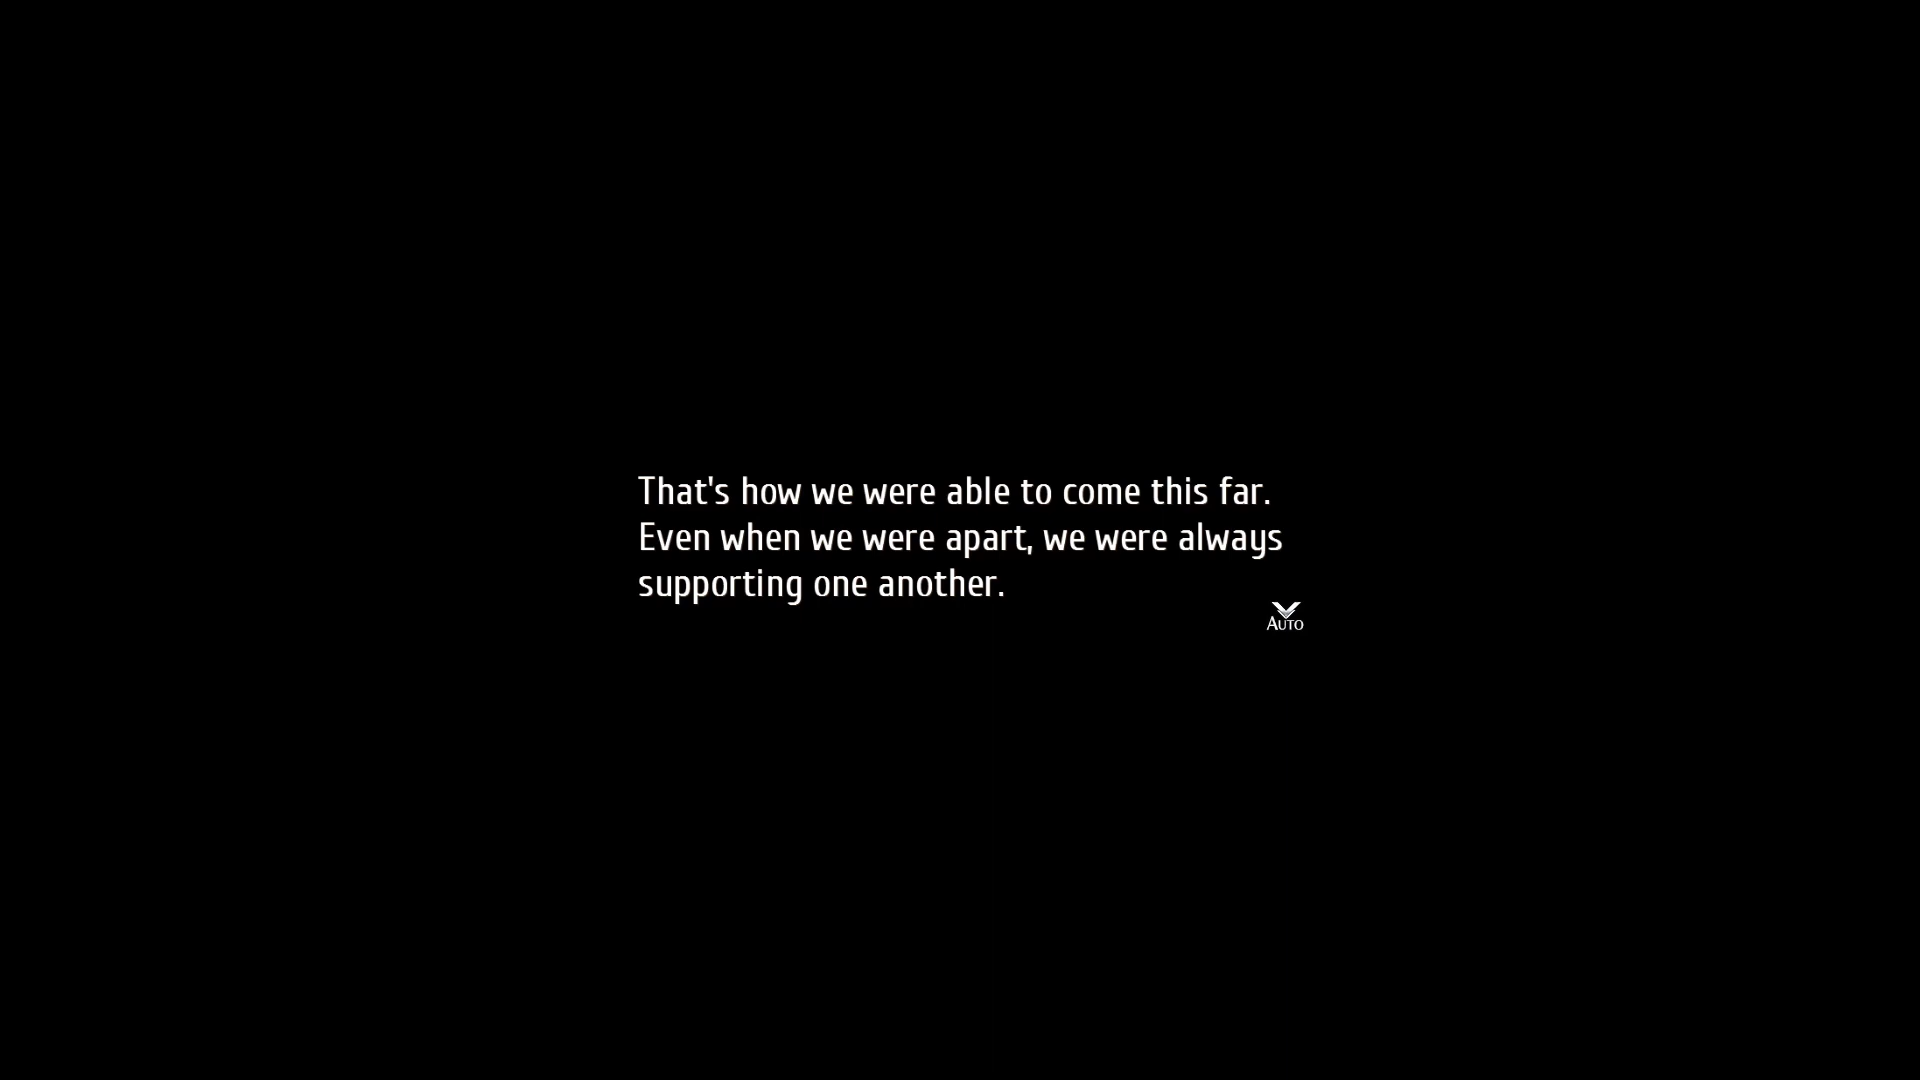 That's how we were able to come this far.
Even when we were apart, we were always
supporting one another.
AUTO